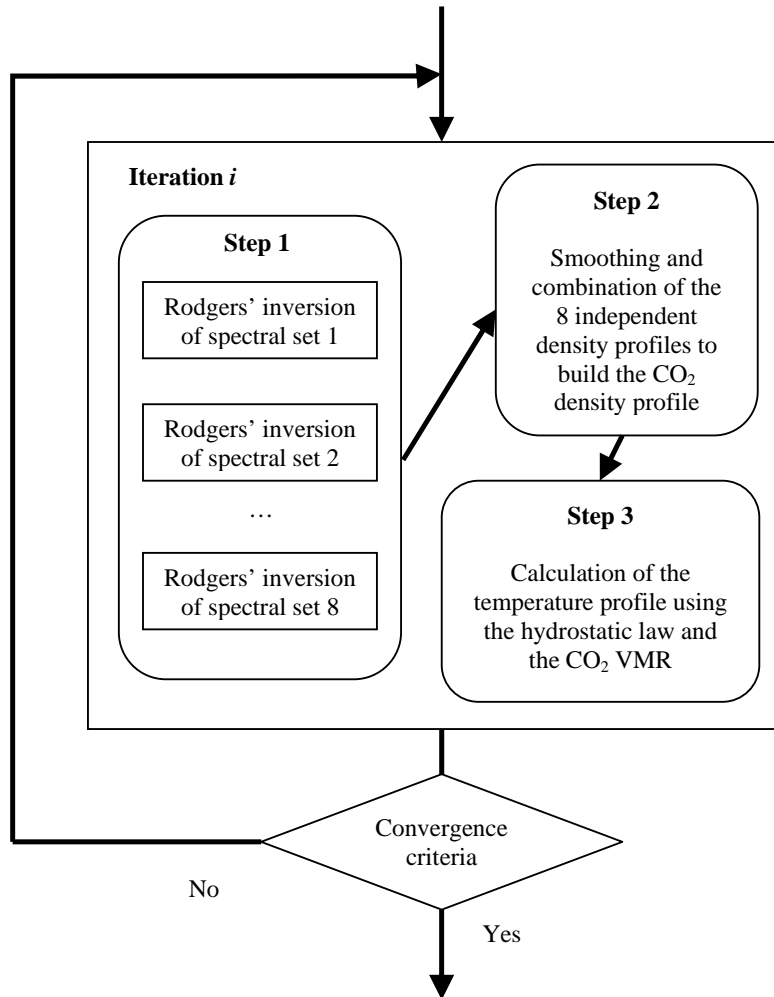 Iteration i
Step 1
Rodgers’ inversion
of spectral set 1
Rodgers’ inversion
of spectral set 2
…
Rodgers’ inversion
of spectral set 8
Step 2
Smoothing and
combination of the
8 independent
density profiles to
build the CO₂
density profile
Step 3
Calculation of the
temperature profile using
the hydrostatic law and
the CO₂ VMR
Convergence
criteria
No
Yes